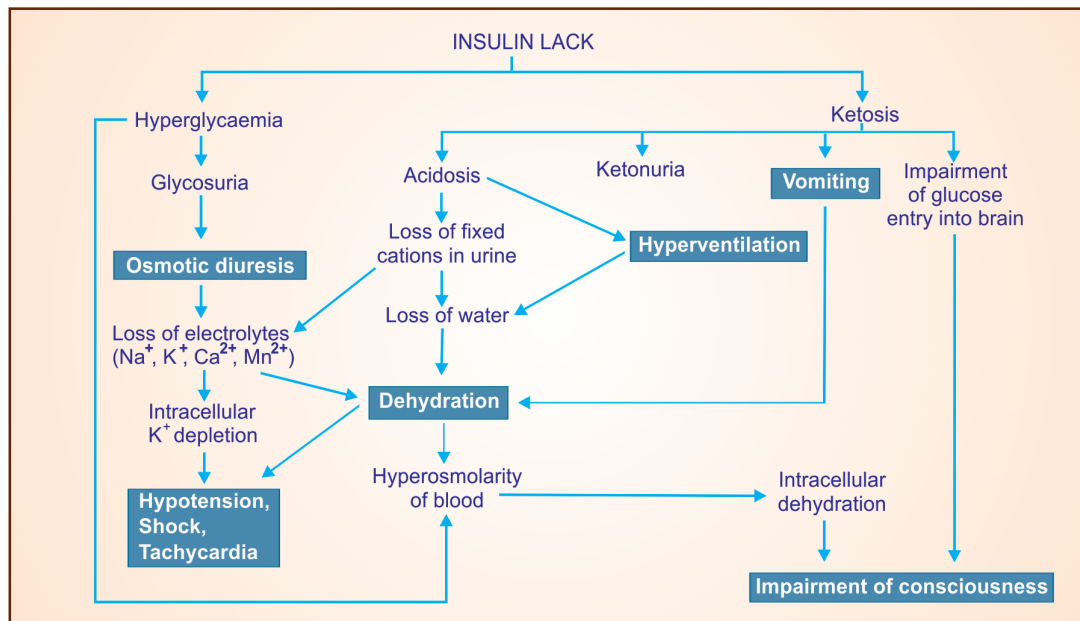 INSULIN LACK
Hyperglycaemia
Ketosis
Glycosuria
Acidosis
Ketonuria
Vomiting
Impairment
of glucose
entry into brain
Osmotic diuresis
Loss of fixed
cations in urine
Hyperventilation
Loss of electrolytes
(Na⁺, K⁺, Ca²⁺, Mn²⁺)
Loss of water
Intracellular
K⁺ depletion
Dehydration
Hypotension,
Shock,
Tachycardia
Hyperosmolarity
of blood
Intracellular
dehydration
Impairment of consciousness